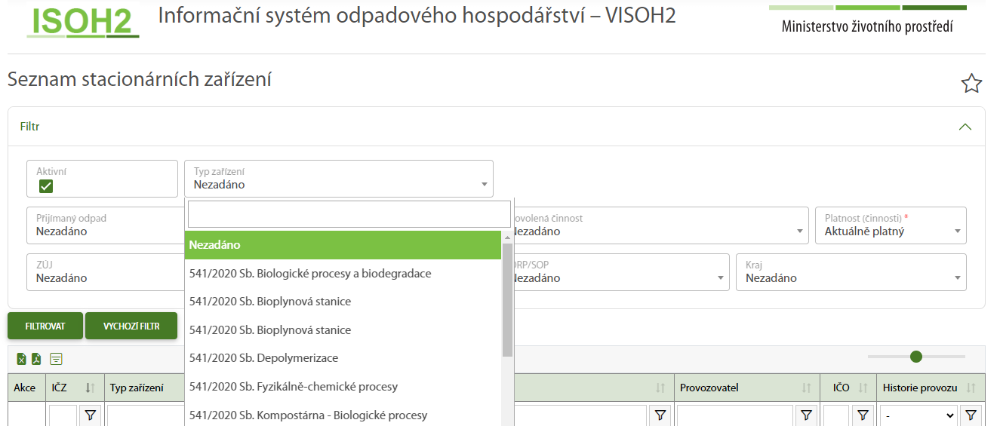 ISOH2
Informační systém odpadového hospodářství – VISOH2
Ministerstvo životního prostředí
Seznam stacionárních zařízení
Filtr
Aktivní
Typ zařízení
Nezadáno
Přijímaný odpad
Nezadáno
ovolená činnost
Nezadáno
Platnost (činnosti) *
Aktuálně platný
ZÚJ
Nezadáno
ORP/SOP
Nezadáno
Kraj
Nezadáno
Nezadáno
541/2020 Sb. Biologické procesy a biodegradace
541/2020 Sb. Bioplynová stanice
541/2020 Sb. Bioplynová stanice
541/2020 Sb. Depolymerizace
541/2020 Sb. Fyzikálně-chemické procesy
541/2020 Sb. Kompostárna - Biologické procesy
FILTROVAT
VYCHOZÍ FILTR
Akce
IČZ
Typ zařízení
Provozovatel
IČO
Historie provozu
-